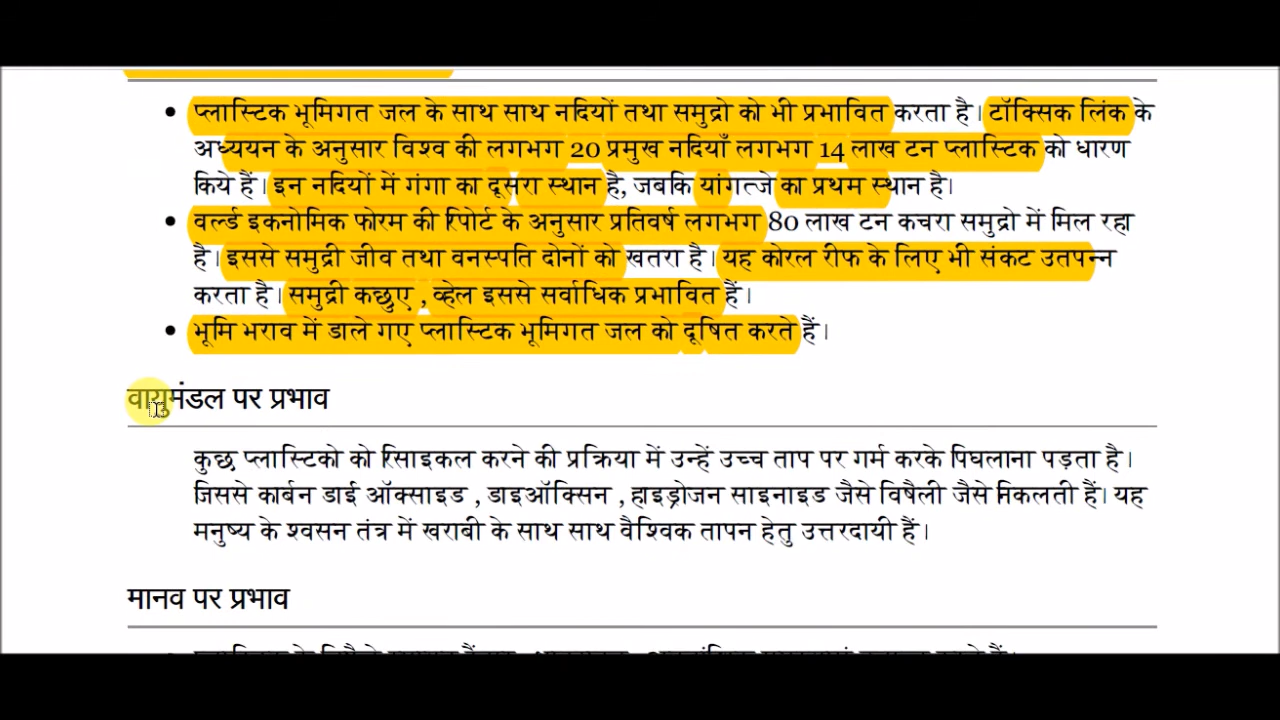 प्लास्टिक भूमिगत जल के साथ साथ नदियों तथा समुद्रो को भी प्रभावित करता है। टॉक्सिक लिंक के
अध्ययन के अनुसार विश्व की लगभग 20 प्रमुख नदियाँ लगभग 14 लाख टन प्लास्टिक को धारण
किये हैं। इन नदियों में गंगा का दूसरा स्थान है, जबकि यांगत्जे का प्रथम स्थान है।
वर्ल्ड इकनोमिक फोरम की रिपोर्ट के अनुसार प्रतिवर्ष लगभग 80 लाख टन कचरा समुद्रो में मिल रहा
है। इससे समुद्री जीव तथा वनस्पति दोनों को खतरा है। यह कोरल रीफ के लिए भी संकट उतपन्न
करता है। समुद्री कछुए , व्हेल इससे सर्वाधिक प्रभावित हैं।
भूमि भराव में डाले गए प्लास्टिक भूमिगत जल को दूषित करते हैं।
वायुमंडल पर प्रभाव
कुछ प्लास्टिको को रिसाइकल करने की प्रक्रिया में उन्हें उच्च ताप पर गर्म करके पिघलाना पड़ता है।
जिससे कार्बन डाई ऑक्साइड , डाइऑक्सिन , हाइड्रोजन साइनाइड जैसे विषैली जैसे निकलती हैं। यह
मनुष्य के श्वसन तंत्र में खराबी के साथ साथ वैश्विक तापन हेतु उत्तरदायी हैं।
मानव पर प्रभाव